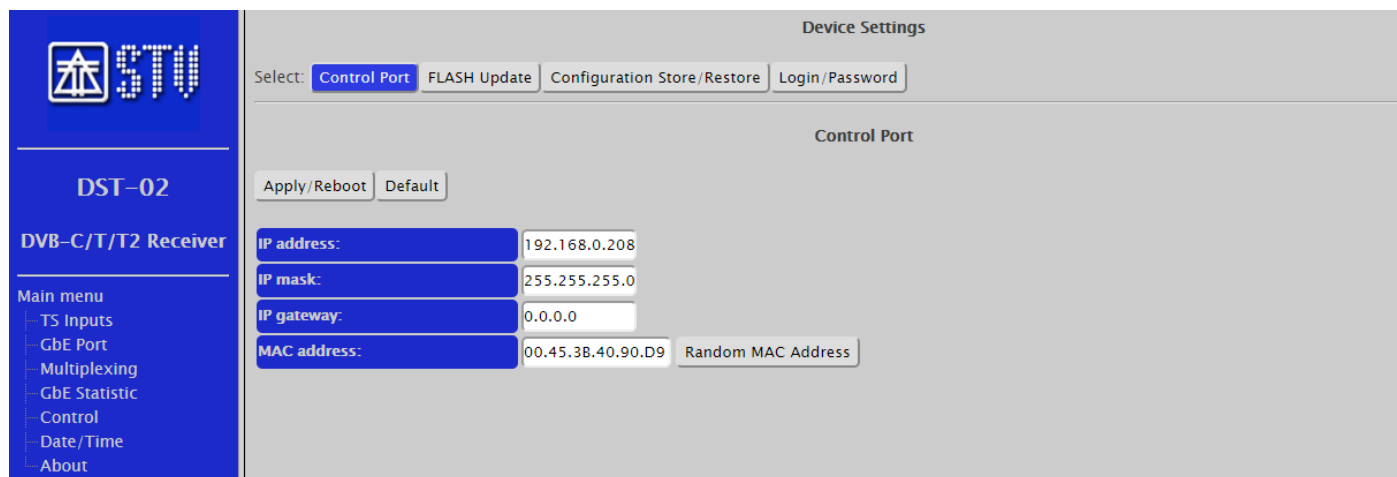 STV
DST-02
DVB-C/T/T2 Receiver
Main menu
TS Inputs
GbE Port
Multiplexing
GbE Statistic
Control
Date/Time
About
Device Settings
Select: Control Port FLASH Update Configuration Store/Restore Login/Password
Control Port
Apply/Reboot Default
IP address: 192.168.0.208
IP mask: 255.255.255.0
IP gateway: 0.0.0.0
MAC address: 00.45.3B.40.90.D9 Random MAC Address